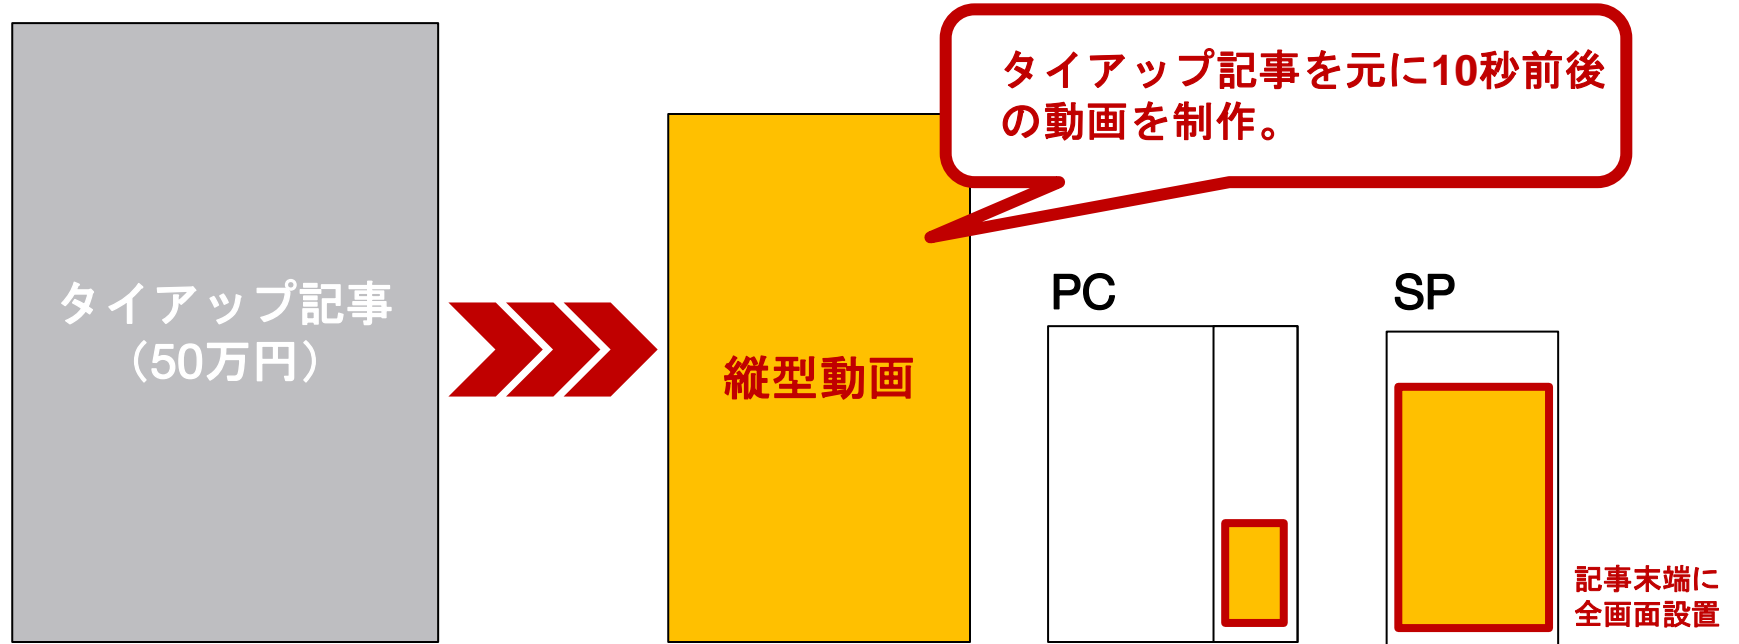 タイアップ記事を元に10秒前後
の動画を制作。
タイアップ記事
（50万円）
縦型動画
PC
SP
記事末端に
全画面設置